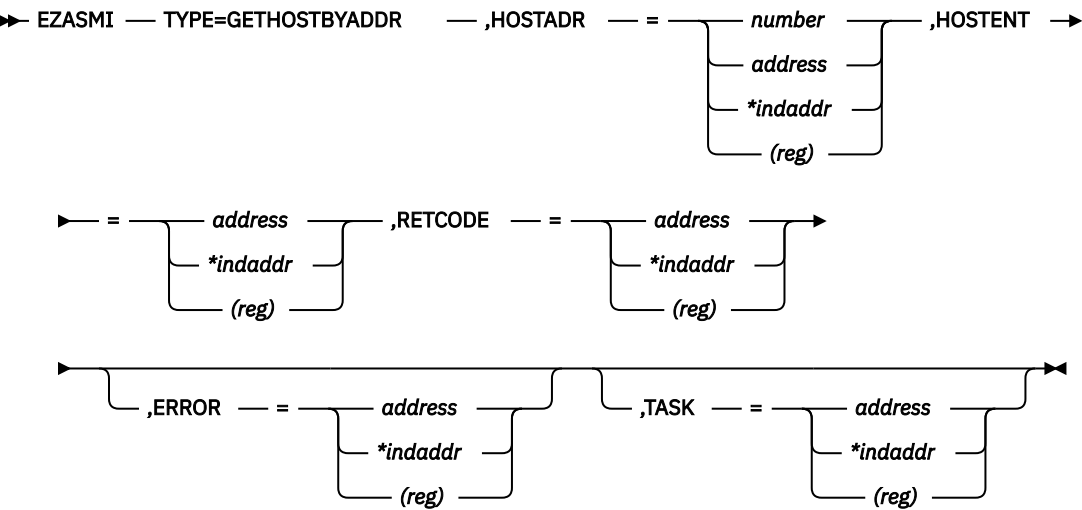 EZASMI TYPE=GETHOSTBYADDR ,HOSTADR = number ,HOSTENT
address
*indaddr
(reg)
= address ,RETCODE = address
*indaddr *indaddr
(reg) (reg)
,ERROR = address ,TASK = address
*indaddr *indaddr
(reg) (reg)